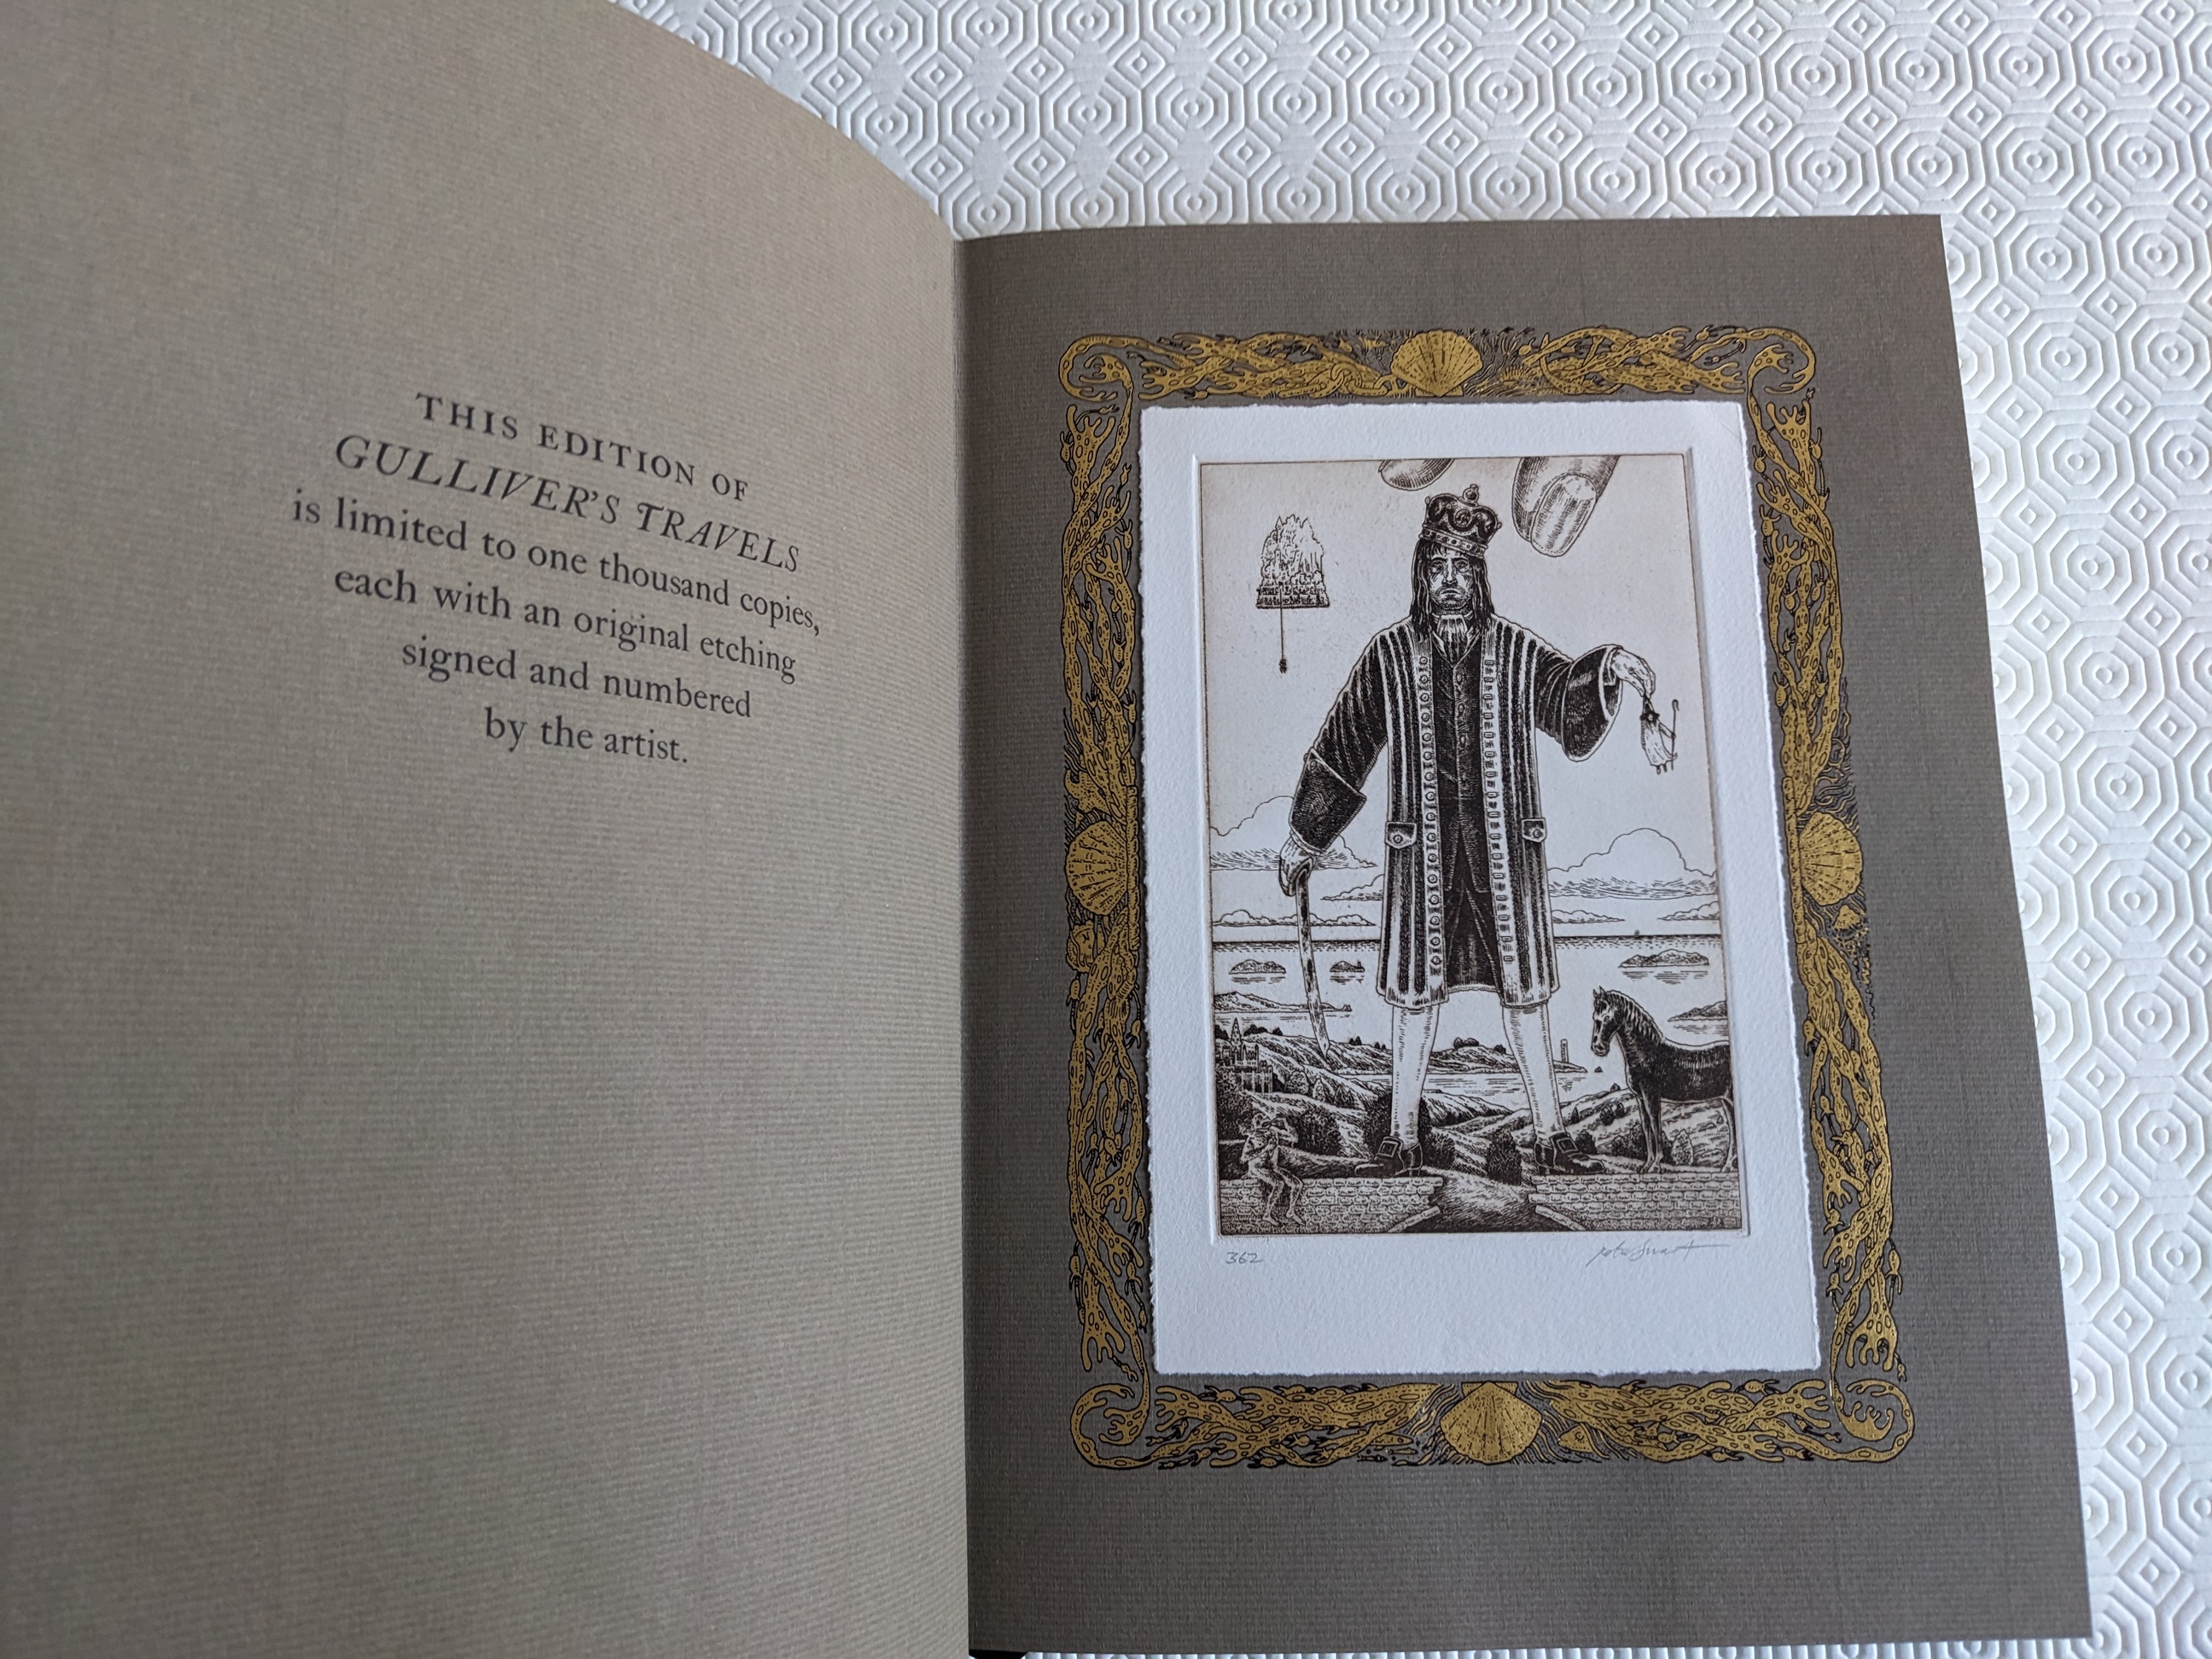 THIS EDITION OF
GULLIVER'S TRAVELS
is limited to one thousand copies,
each with an original etching
signed and numbered
by the artist.
362